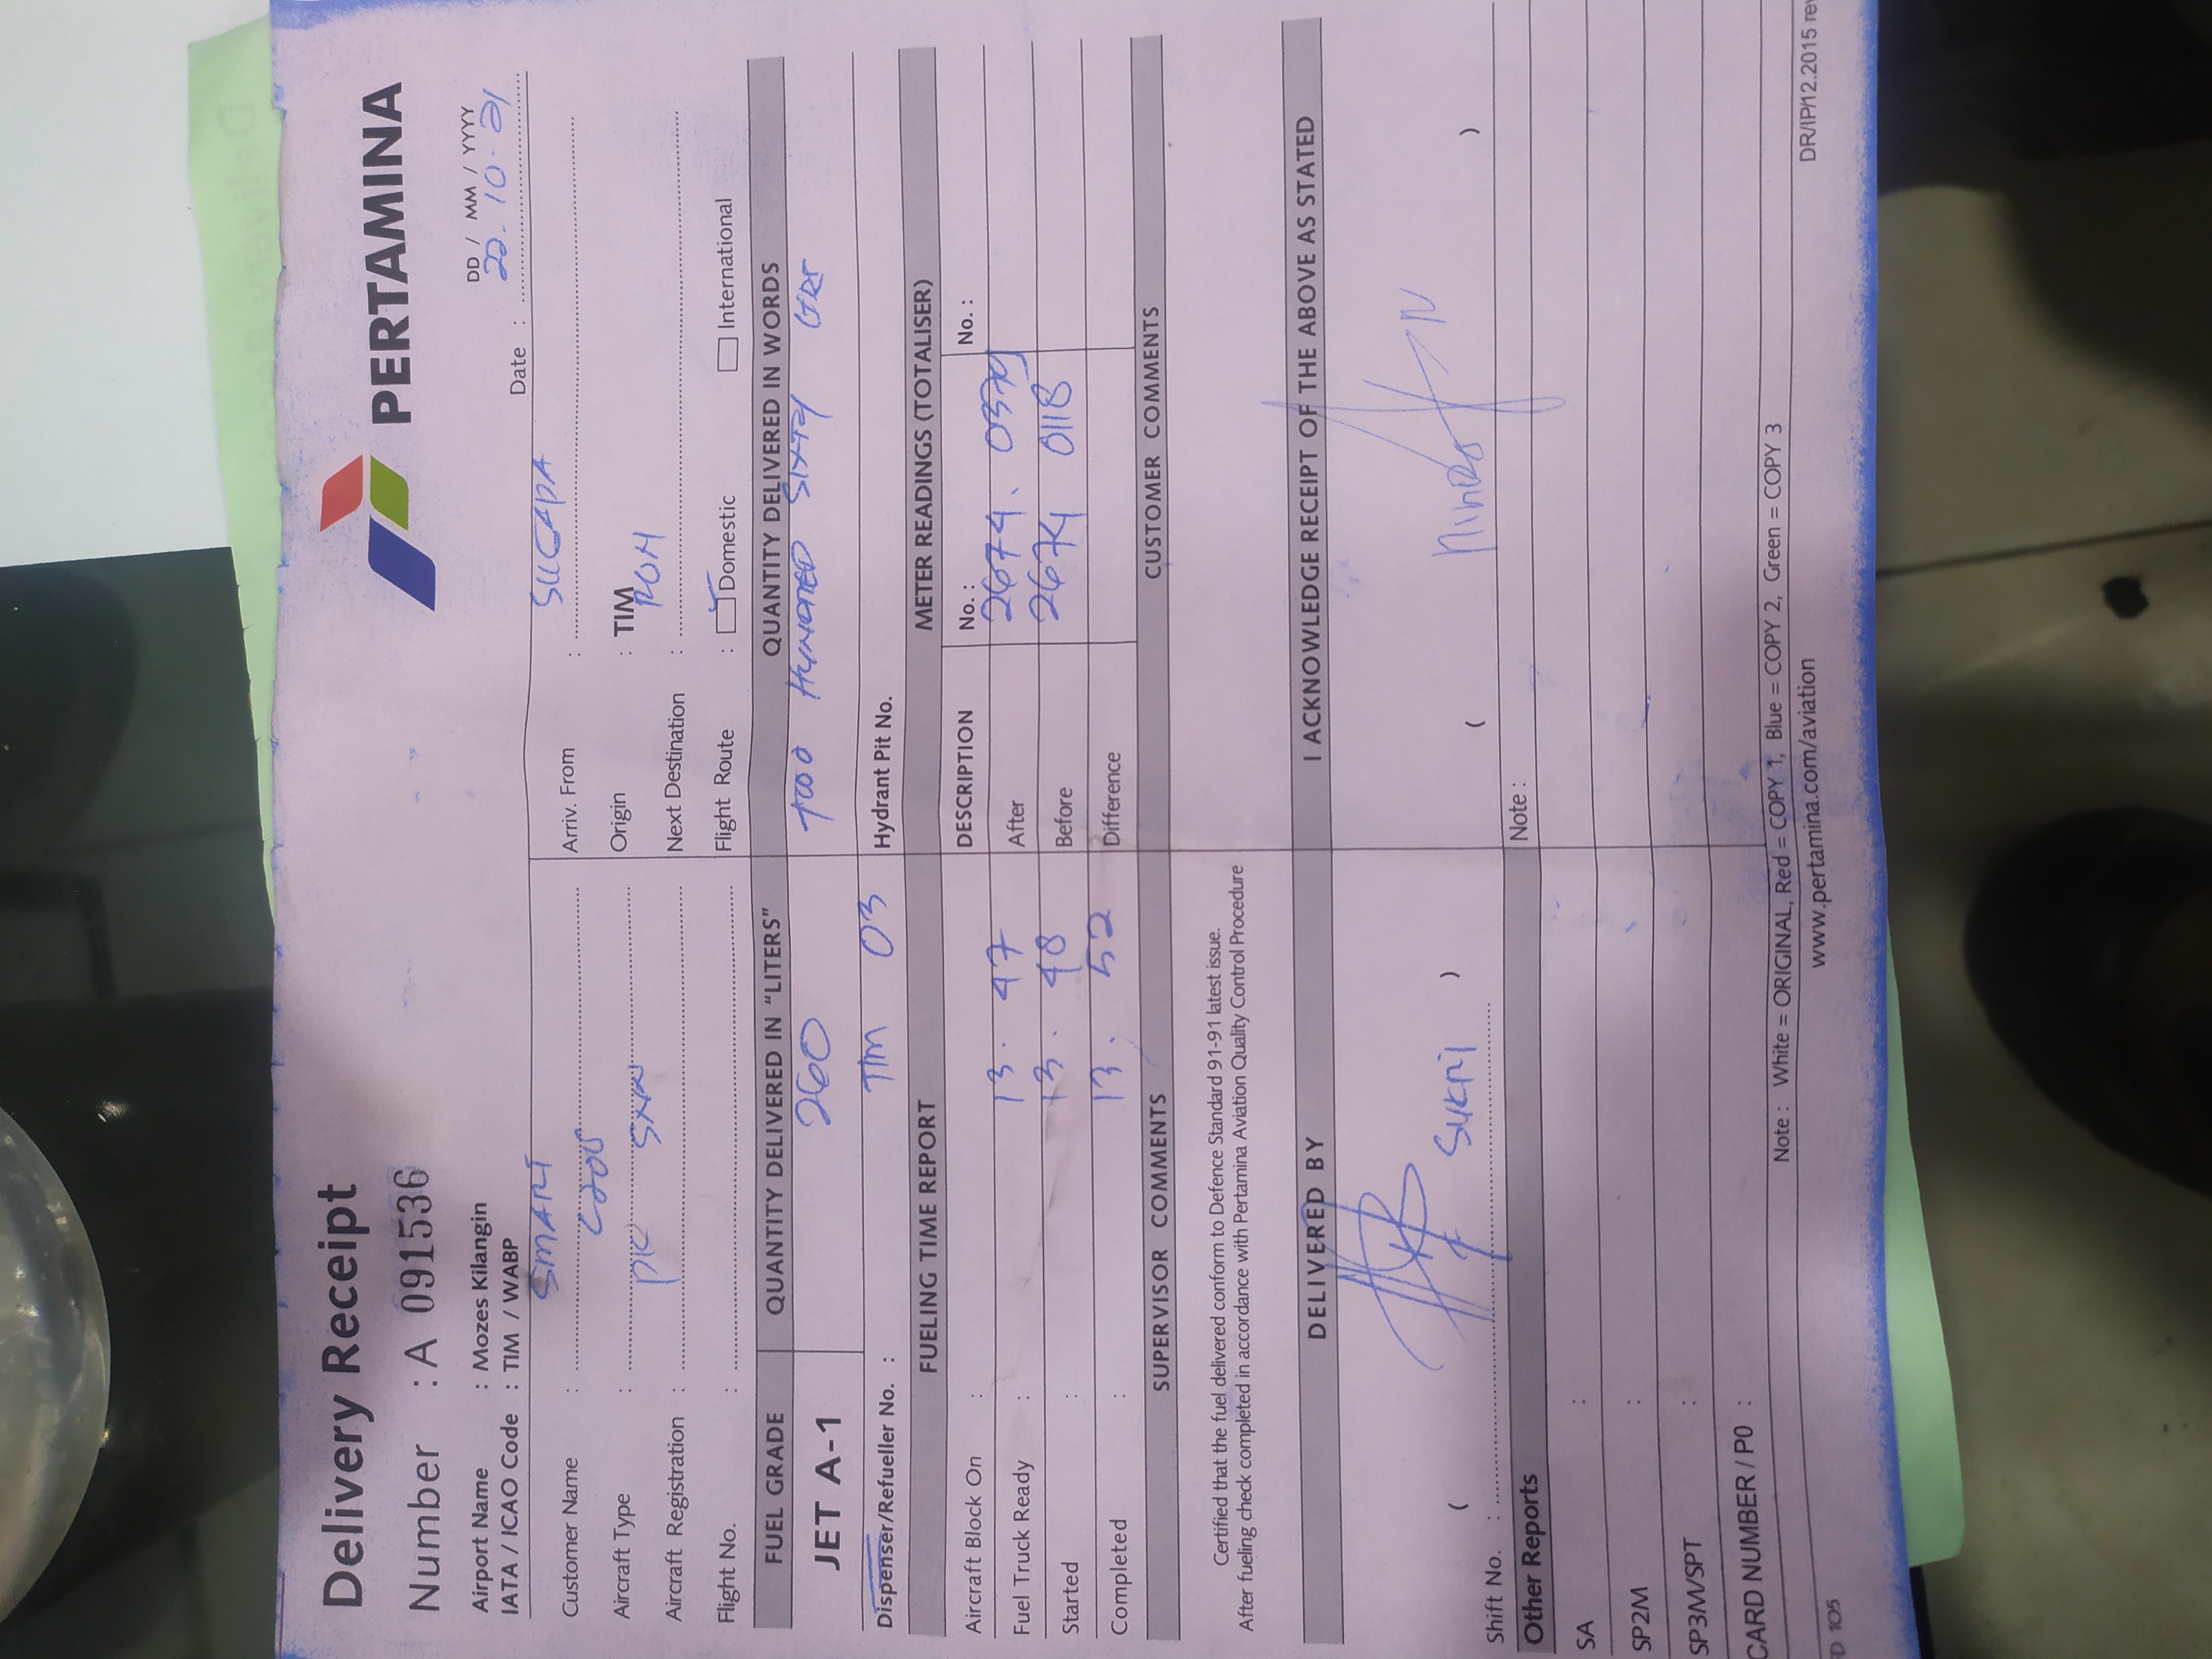 Delivery Receipt
PERTAMINA
Number : A 091536
Airport Name : Mozes Kilangin
IATA / ICAO Code : TIM / WABP
DD / MM / YYYY
Date : 22 . 10 . 21
Customer Name : SMART
Arriv. From :
Aircraft Type : C208
Origin : TIM
Aircraft Registration : PK
Next Destination :
Flight No. :
Flight Route : Domestic International
FUEL GRADE QUANTITY DELIVERED IN "LITERS" QUANTITY DELIVERED IN WORDS
JET A-1 260 Hundred Sixty
Dispenser/Refueller No. : TIM 03 Hydrant Pit No.
FUELING TIME REPORT METER READINGS (TOTALISER)
DESCRIPTION No. : No. :
Aircraft Block On :
Fuel Truck Ready : 13 . 47 After 2674 .
Started : 13 . 48 Before 2674 0118
Completed : 13 . 52 Difference
SUPERVISOR COMMENTS CUSTOMER COMMENTS
Certified that the fuel delivered conform to Defence Standard 91-91 latest issue.
After fueling check completed in accordance with Pertamina Aviation Quality Control Procedure
DELIVERED BY I ACKNOWLEDGE RECEIPT OF THE ABOVE AS STATED
( SUKRI ) ( )
Shift No. :
Other Reports Note :
SA :
SP2M :
SP3M/SPT :
CARD NUMBER / PO :
Note : White = ORIGINAL, Red = COPY 1, Blue = COPY 2, Green = COPY 3
www.pertamina.com/aviation
DR/IP/12.2015 rev
105